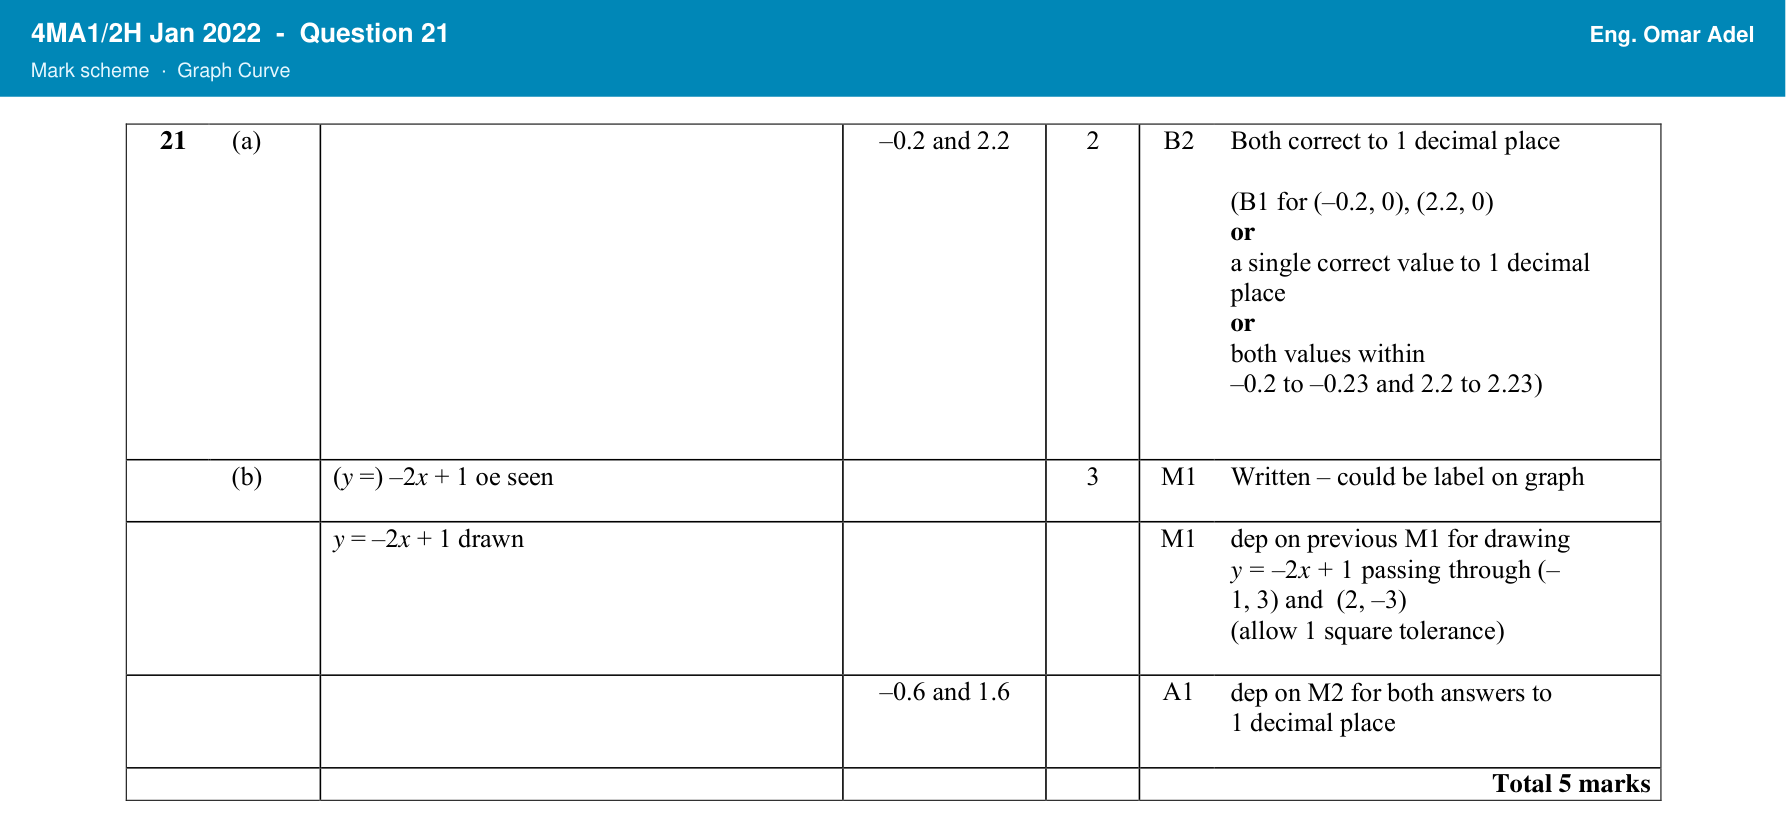 4MA1/2H Jan 2022 - Question 21
Eng. Omar Adel
Mark scheme · Graph Curve
21 (a) –0.2 and 2.2 2 B2 Both correct to 1 decimal place
(B1 for (–0.2, 0), (2.2, 0)
or
a single correct value to 1 decimal
place
or
both values within
–0.2 to –0.23 and 2.2 to 2.23)
(b) (y =) –2x + 1 oe seen 3 M1 Written – could be label on graph
y = –2x + 1 drawn M1 dep on previous M1 for drawing
y = –2x + 1 passing through (–
1, 3) and (2, –3)
(allow 1 square tolerance)
–0.6 and 1.6 A1 dep on M2 for both answers to
1 decimal place
Total 5 marks